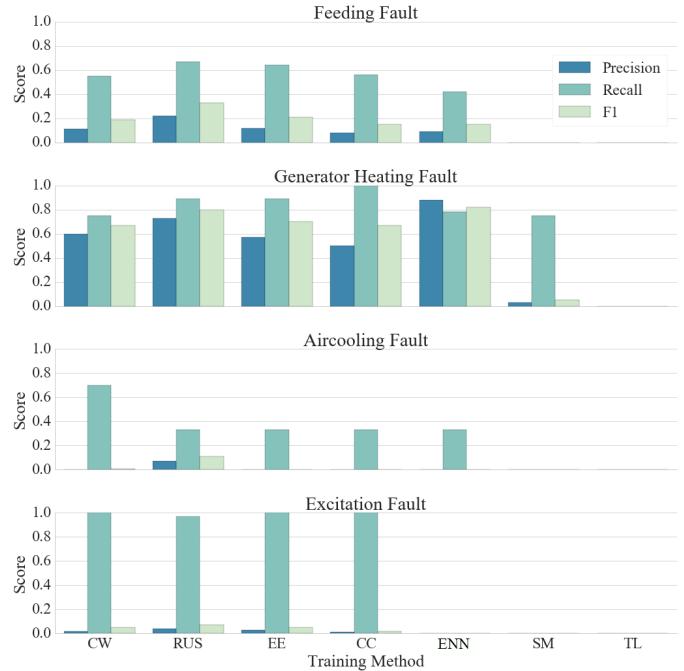 Feeding Fault
1.0
0.8
0.6
0.4
0.2
0.0
Score
Precision
Recall
F1
Generator Heating Fault
1.0
0.8
0.6
0.4
0.2
0.0
Score
Aircooling Fault
1.0
0.8
0.6
0.4
0.2
0.0
Score
Excitation Fault
1.0
0.8
0.6
0.4
0.2
0.0
Score
CW RUS EE CC ENN SM TL
Training Method